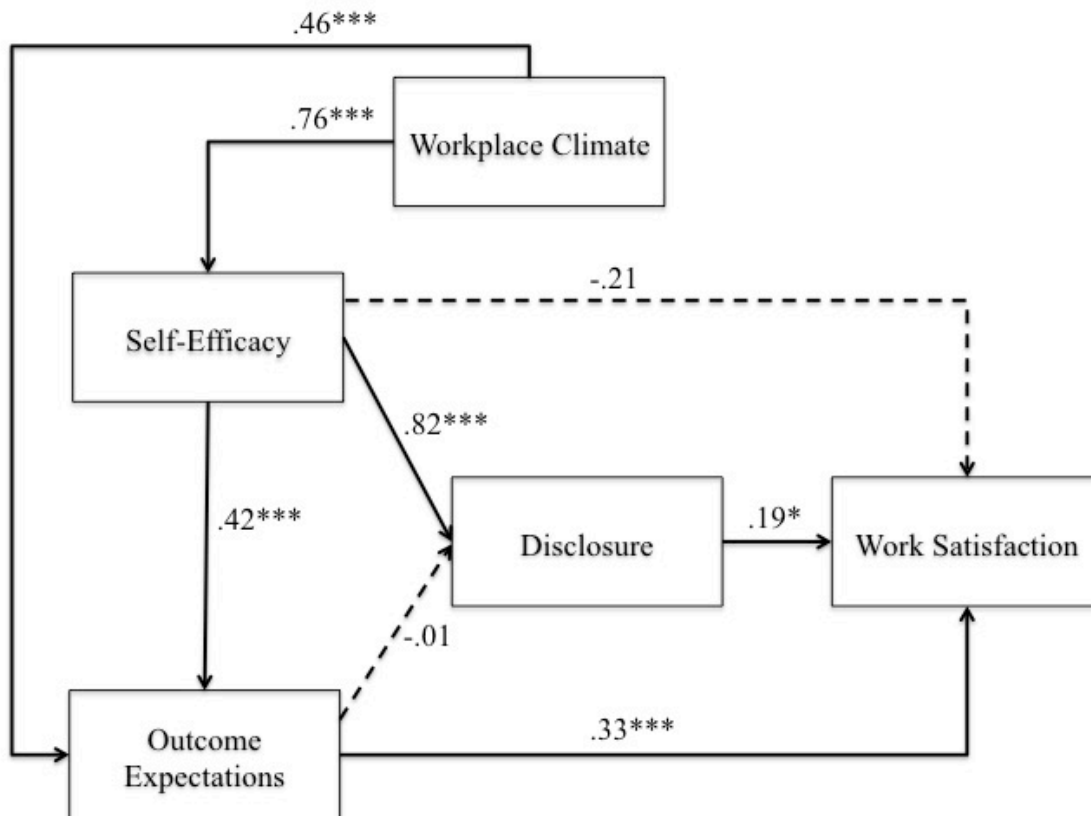 .46***
.76***
Workplace Climate
-.21
Self-Efficacy
.82***
.42***
Disclosure
.19*
Work Satisfaction
-.01
Outcome
Expectations
.33***